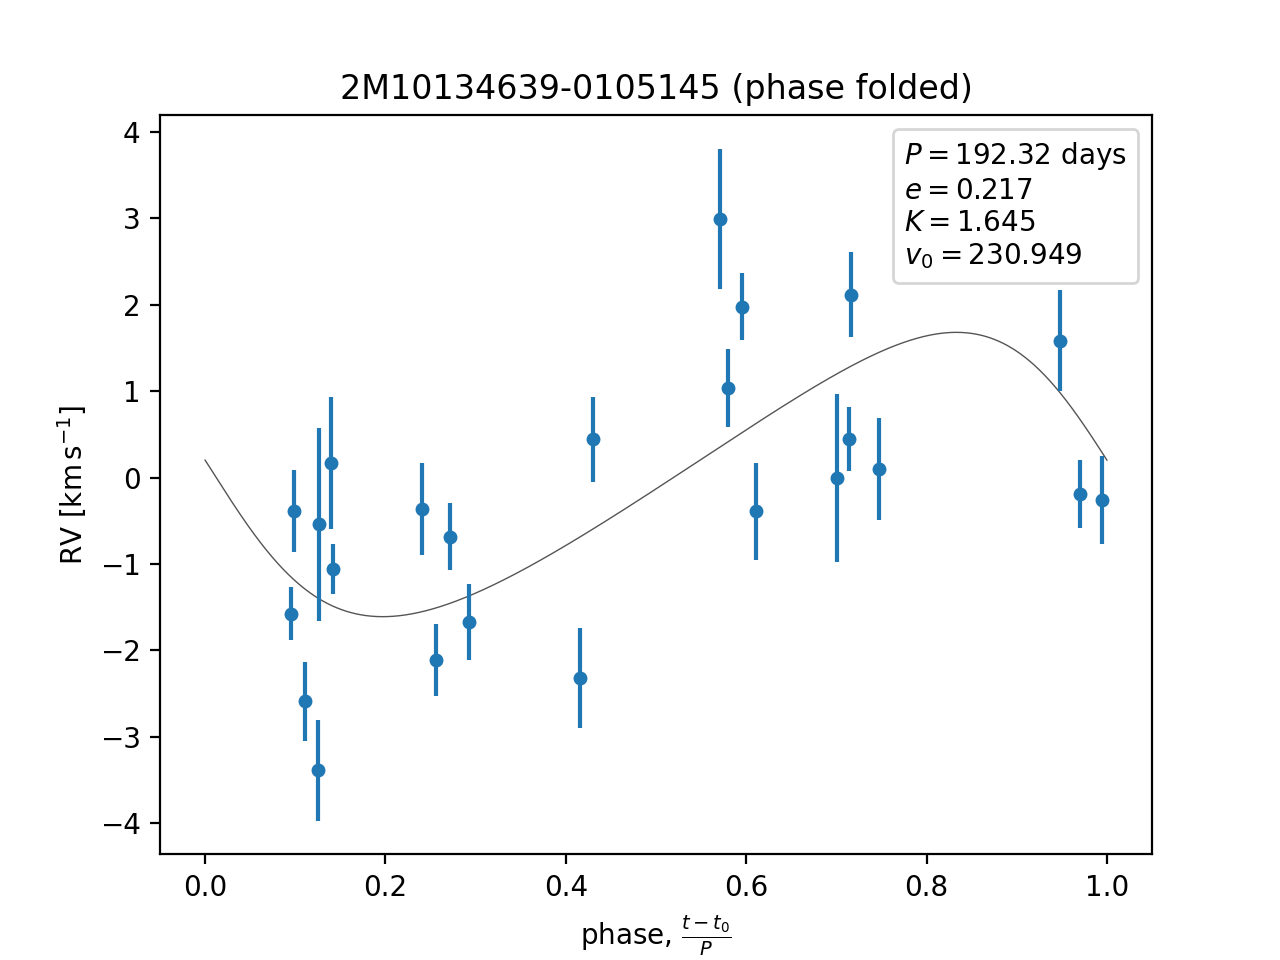 2M10134639-0105145 (phase folded)
P = 192.32 days
e = 0.217
K = 1.645
v₀ = 230.949
RV [km s⁻¹]
4
3
2
1
0
−1
−2
−3
−4
0.0 0.2 0.4 0.6 0.8 1.0
phase, (t − t₀)/P